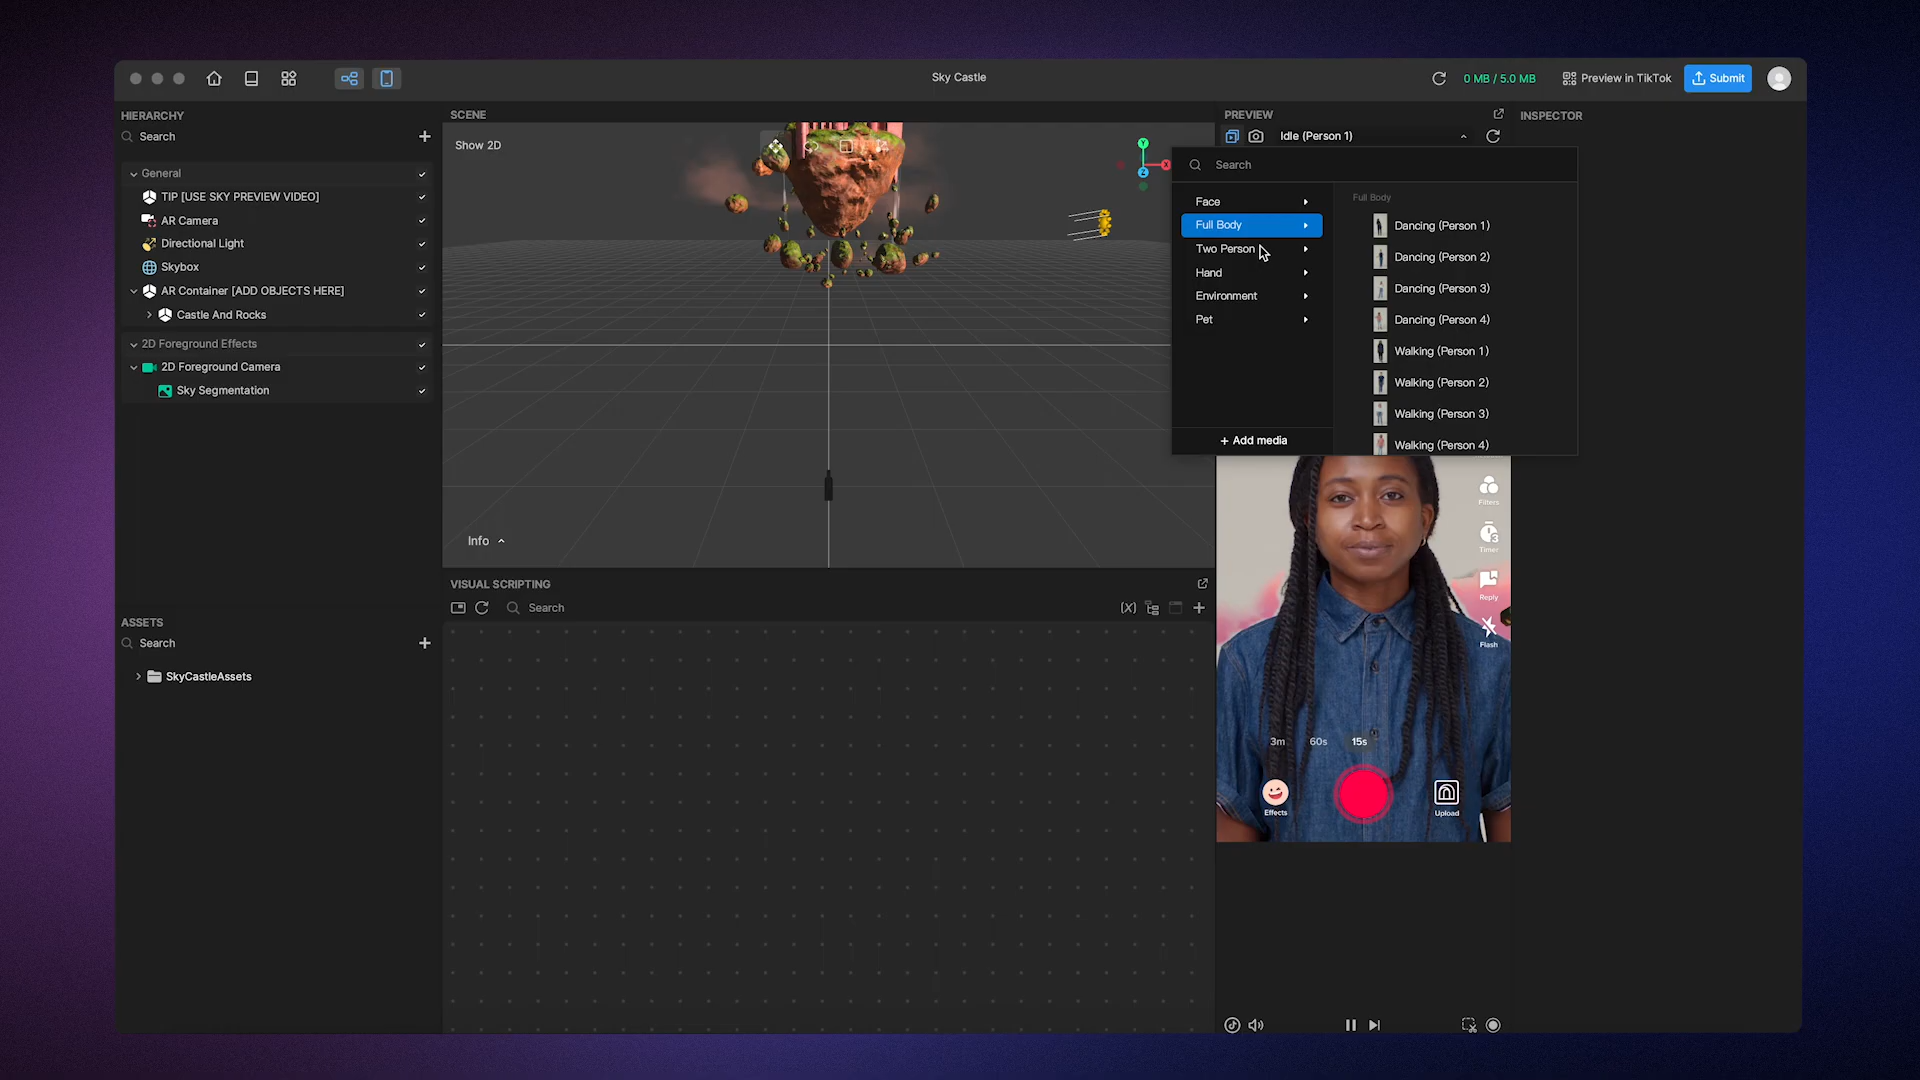 Sky Castle
0 MB / 5.0 MB
Preview in TikTok
Submit
HIERARCHY
Search
General
TIP [USE SKY PREVIEW VIDEO]
AR Camera
Directional Light
Skybox
AR Container [ADD OBJECTS HERE]
Castle And Rocks
2D Foreground Effects
2D Foreground Camera
Sky Segmentation
ASSETS
Search
SkyCastleAssets
SCENE
Show 2D
Y
X
Z
Info
VISUAL SCRIPTING
Search
(X)
PREVIEW
Idle (Person 1)
Search
Face
Full Body
Two Person
Hand
Environment
Pet
+ Add media
Full Body
Dancing (Person 1)
Dancing (Person 2)
Dancing (Person 3)
Dancing (Person 4)
Walking (Person 1)
Walking (Person 2)
Walking (Person 3)
Walking (Person 4)
Filters
3
Timer
Reply
Flash
3m 60s 15s
Effects
Upload
INSPECTOR